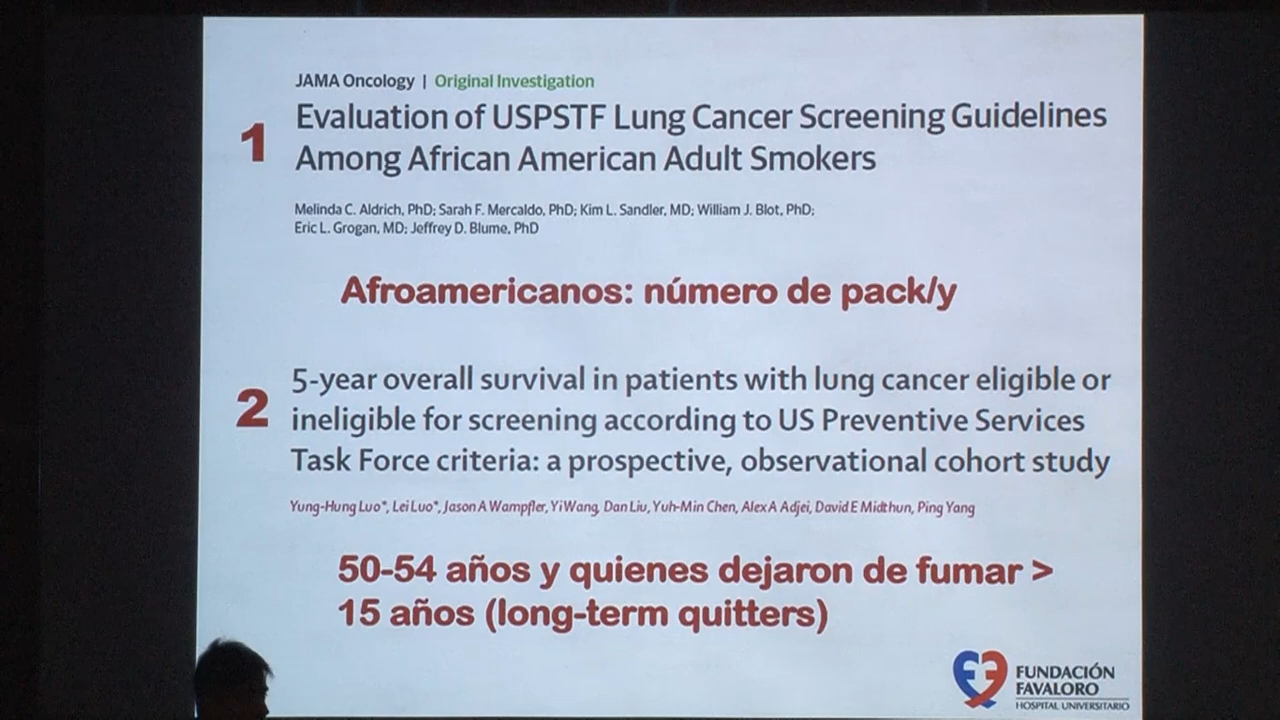 JAMA Oncology | Original Investigation
1
Evaluation of USPSTF Lung Cancer Screening Guidelines
Among African American Adult Smokers
Melinda C. Aldrich, PhD; Sarah F. Mercaldo, PhD; Kim L. Sandler, MD; William J. Blot, PhD;
Eric L. Grogan, MD; Jeffrey D. Blume, PhD
Afroamericanos: número de pack/y
2
5-year overall survival in patients with lung cancer eligible or
ineligible for screening according to US Preventive Services
Task Force criteria: a prospective, observational cohort study
Yung-Hung Luo*, Lei Luo*, Jason A Wampfler, Yi Wang, Dan Liu, Yuh-Min Chen, Alex A Adjei, David E Midthun, Ping Yang
50-54 años y quienes dejaron de fumar >
15 años (long-term quitters)
FUNDACIÓN
FAVALORO
HOSPITAL UNIVERSITARIO